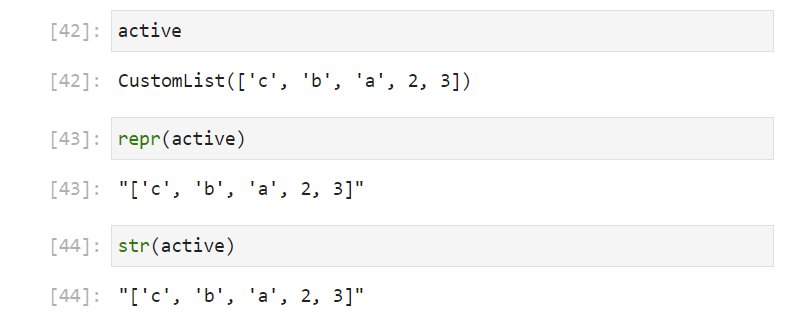 [42]: active
[42]: CustomList(['c', 'b', 'a', 2, 3])
[43]: repr(active)
[43]: "['c', 'b', 'a', 2, 3]"
[44]: str(active)
[44]: "['c', 'b', 'a', 2, 3]"